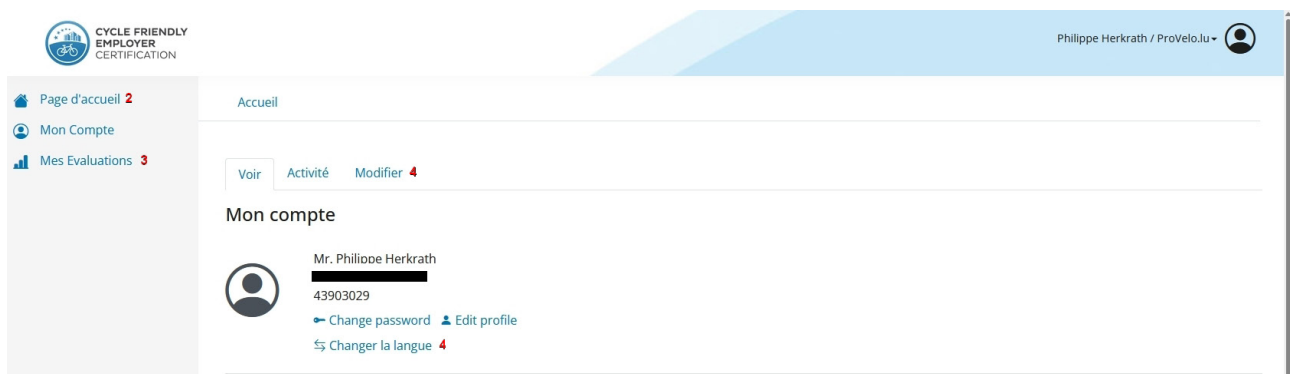 CYCLE FRIENDLY
EMPLOYER
CERTIFICATION
Philippe Herkrath / ProVelo.lu
Page d'accueil 2
Mon Compte
Mes Evaluations 3
Accueil
Voir Activité Modifier 4
Mon compte
Mr. Philippe Herkrath
43903029
Change password Edit profile
Changer la langue 4